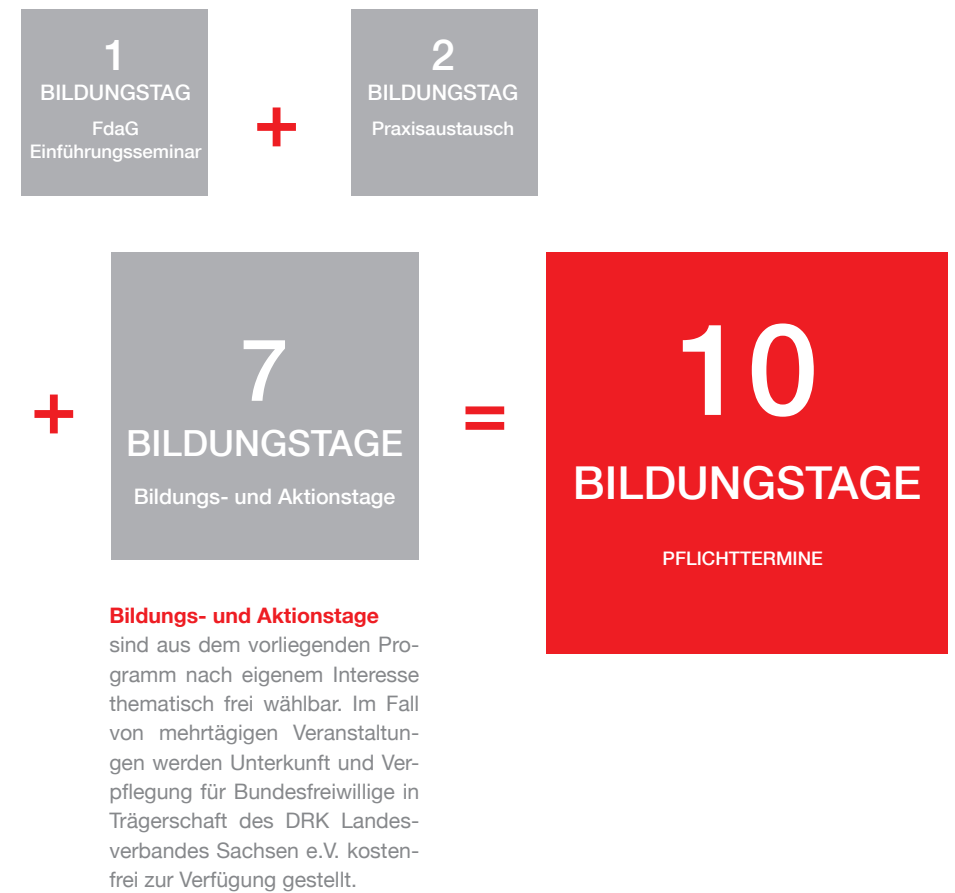 1
BILDUNGSTAG
FdaG
Einführungsseminar
+
2
BILDUNGSTAG
Praxisaustausch
+
7
BILDUNGSTAGE
Bildungs- und Aktionstage
=
10
BILDUNGSTAGE
PFLICHTTERMINE
Bildungs- und Aktionstage
sind aus dem vorliegenden Pro-
gramm nach eigenem Interesse
thematisch frei wählbar. Im Fall
von mehrtägigen Veranstaltun-
gen werden Unterkunft und Ver-
pflegung für Bundesfreiwillige in
Trägerschaft des DRK Landes-
verbandes Sachsen e.V. kosten-
frei zur Verfügung gestellt.